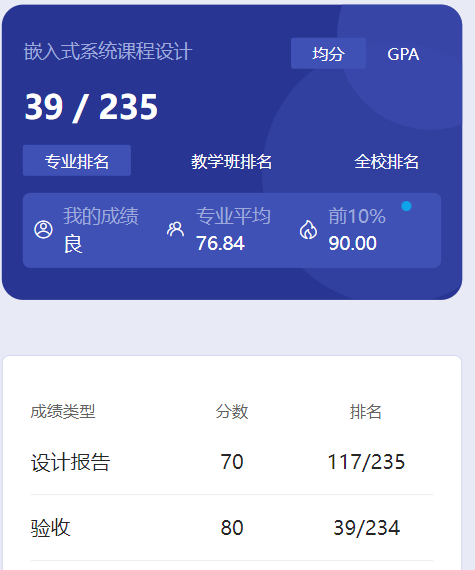 嵌入式系统课程设计
均分 GPA
39 / 235
专业排名 教学班排名 全校排名
我的成绩 专业平均 前10%
良 76.84 90.00
成绩类型 分数 排名
设计报告 70 117/235
验收 80 39/234